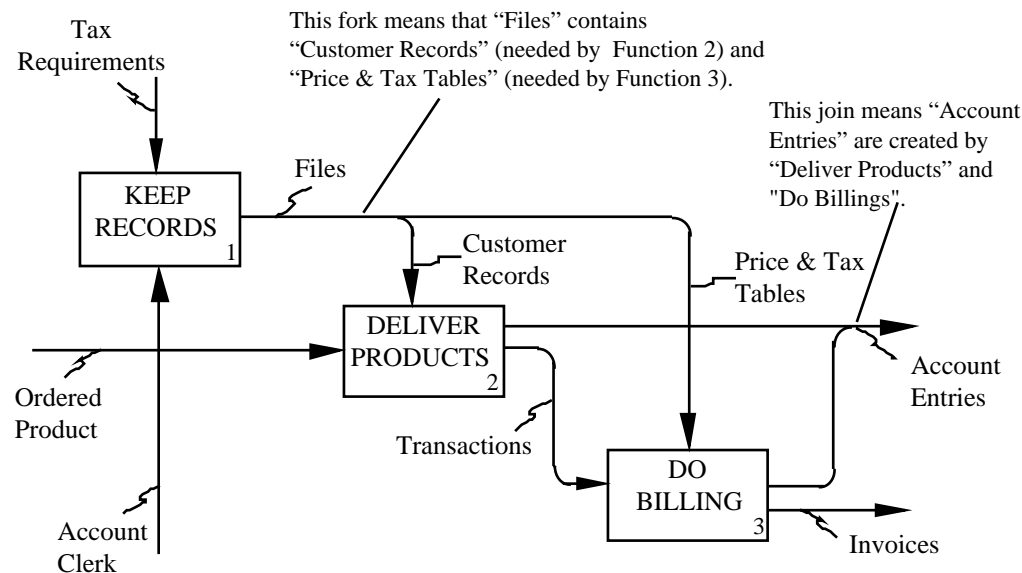 Tax
Requirements
This fork means that “Files” contains
“Customer Records” (needed by  Function 2) and
“Price & Tax Tables” (needed by Function 3).
This join means “Account
Entries” are created by
“Deliver Products” and
"Do Billings".
Files
KEEP
RECORDS
1
Customer
Records
Price & Tax
Tables
DELIVER
PRODUCTS
2
Ordered
Product
Account
Entries
Transactions
DO
BILLING
3
Account
Clerk
Invoices